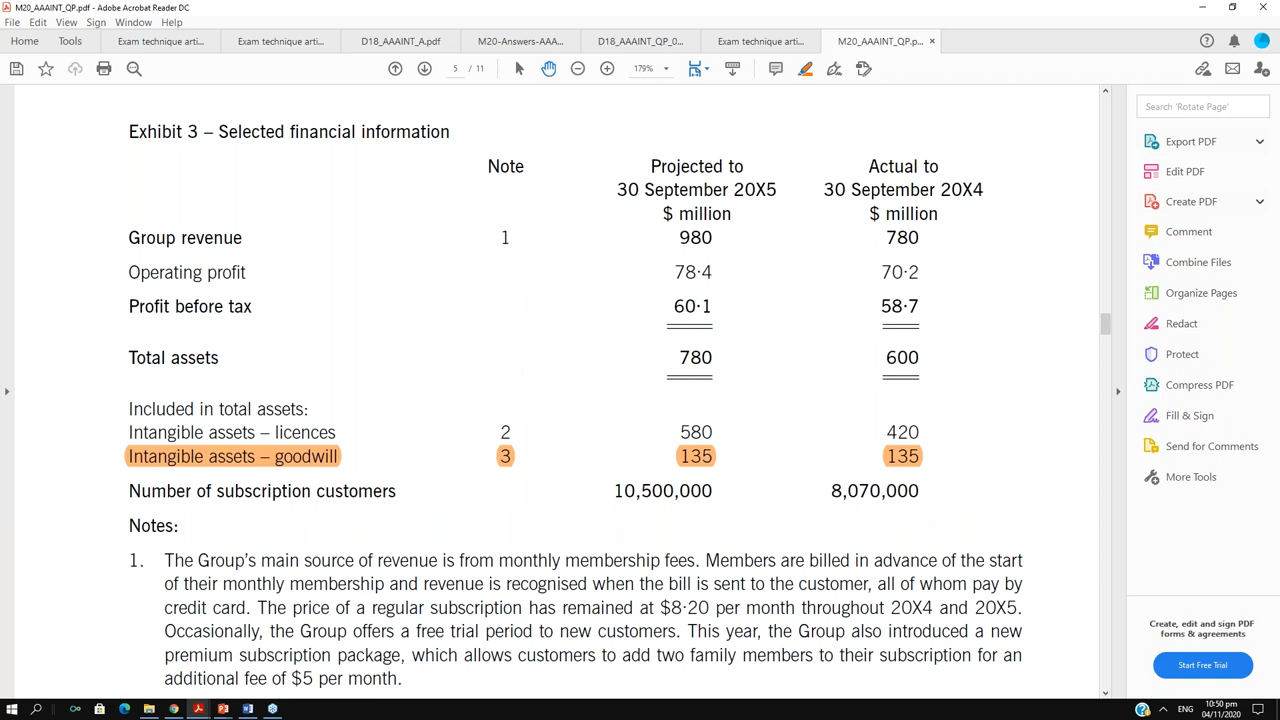 M20_AAAINT_QP.pdf - Adobe Acrobat Reader DC
File Edit View Sign Window Help
Home Tools Exam technique arti... Exam technique arti... D18_AAAINT_A.pdf M20-Answers-AAA... D18_AAAINT_QP_0... Exam technique arti... M20_AAAINT_QP.p... ×
5 / 11 179%
Search 'Rotate Page'
Export PDF
Edit PDF
Create PDF
Comment
Combine Files
Organize Pages
Redact
Protect
Compress PDF
Fill & Sign
Send for Comments
More Tools
Create, edit and sign PDF
forms & agreements
Start Free Trial
Exhibit 3 – Selected financial information
Note Projected to Actual to
30 September 20X5 30 September 20X4
$ million $ million
Group revenue 1 980 780
Operating profit 78·4 70·2
Profit before tax 60·1 58·7
Total assets 780 600
Included in total assets:
Intangible assets – licences 2 580 420
Intangible assets – goodwill 3 135 135
Number of subscription customers 10,500,000 8,070,000
Notes:
1. The Group's main source of revenue is from monthly membership fees. Members are billed in advance of the start
of their monthly membership and revenue is recognised when the bill is sent to the customer, all of whom pay by
credit card. The price of a regular subscription has remained at $8·20 per month throughout 20X4 and 20X5.
Occasionally, the Group offers a free trial period to new customers. This year, the Group also introduced a new
premium subscription package, which allows customers to add two family members to their subscription for an
additional fee of $5 per month.
ENG 10:50 pm
04/11/2020